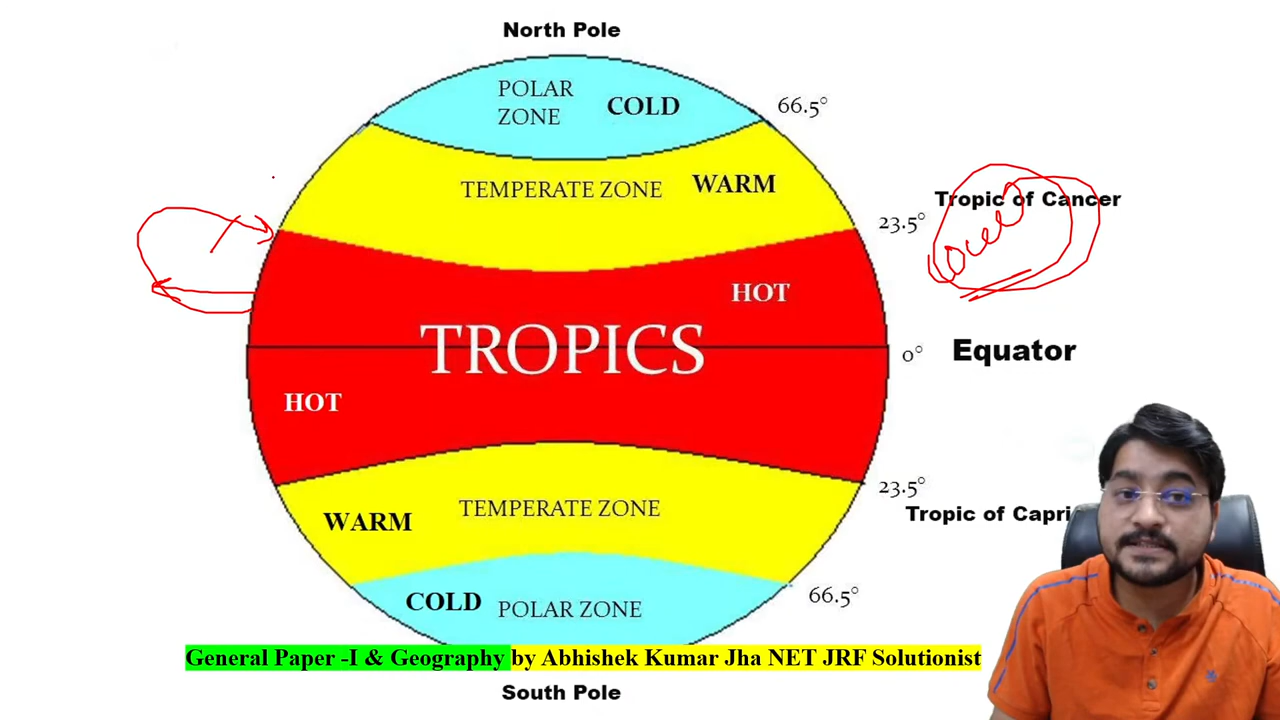 North Pole
POLAR
ZONE
COLD
66.5°
TEMPERATE ZONE
WARM
Tropic of Cancer
23.5°
HOT
TROPICS
0°
Equator
HOT
23.5°
Tropic of Capri
TEMPERATE ZONE
WARM
66.5°
COLD
POLAR ZONE
General Paper -I & Geography by Abhishek Kumar Jha NET JRF Solutionist
South Pole